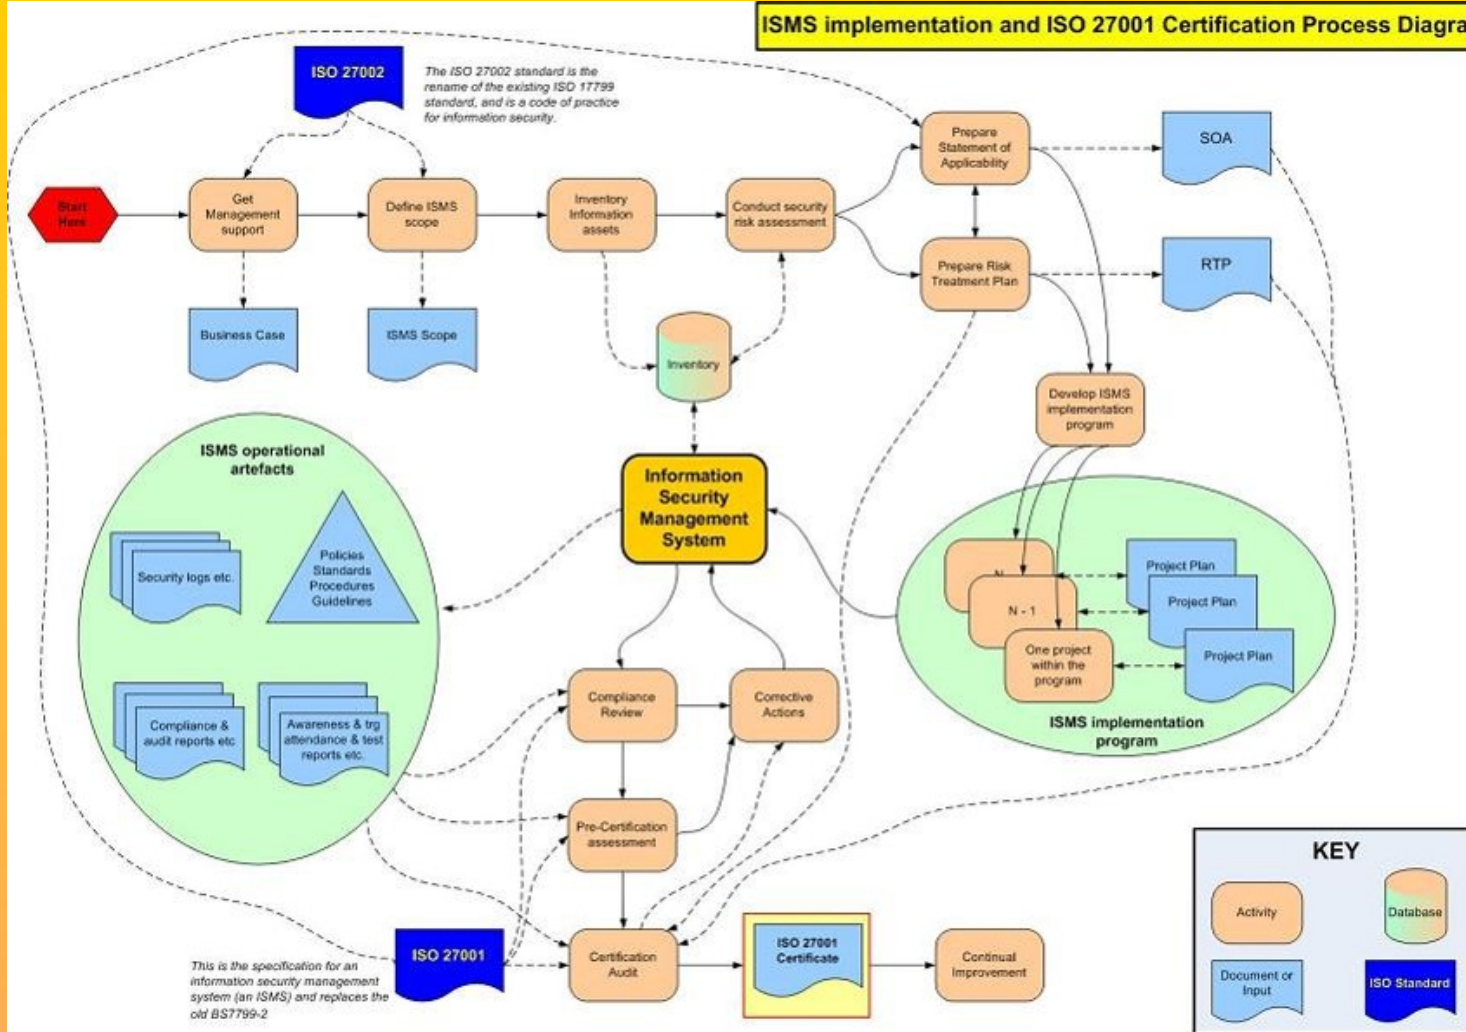 ISMS implementation and ISO 27001 Certification Process Diagra
ISO 27002
The ISO 27002 standard is the
rename of the existing ISO 17799
standard, and is a code of practice
for information security.
Start
Here
Get
Management
support
Define ISMS
scope
Inventory
Information
assets
Conduct security
risk assessment
Prepare
Statement of
Applicability
SOA
Prepare Risk
Treatment Plan
RTP
Business Case
ISMS Scope
Inventory
Develop ISMS
implementation
program
ISMS operational
artefacts
Security logs etc.
Policies
Standards
Procedures
Guidelines
Compliance &
audit reports etc
Awareness & trg
attendance & test
reports etc.
Information
Security
Management
System
N
N - 1
One project
within the
program
Project Plan
Project Plan
Project Plan
ISMS implementation
program
Compliance
Review
Corrective
Actions
Pre-Certification
assessment
ISO 27001
This is the specification for an
information security management
system (an ISMS) and replaces the
old BS7799-2
Certification
Audit
ISO 27001
Certificate
Continual
Improvement
KEY
Activity
Database
Document or
Input
ISO Standard